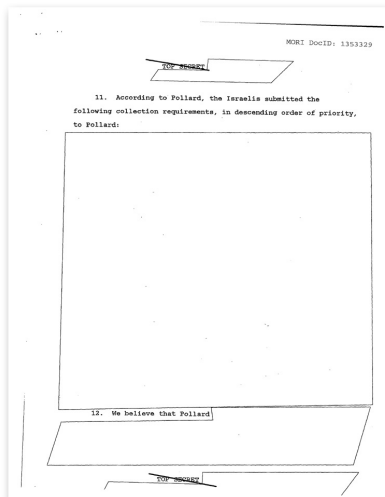 MORI DocID: 1353329
TOP SECRET
11. According to Pollard, the Israelis submitted the
following collection requirements, in descending order of priority,
to Pollard:
12. We believe that Pollard
TOP SECRET